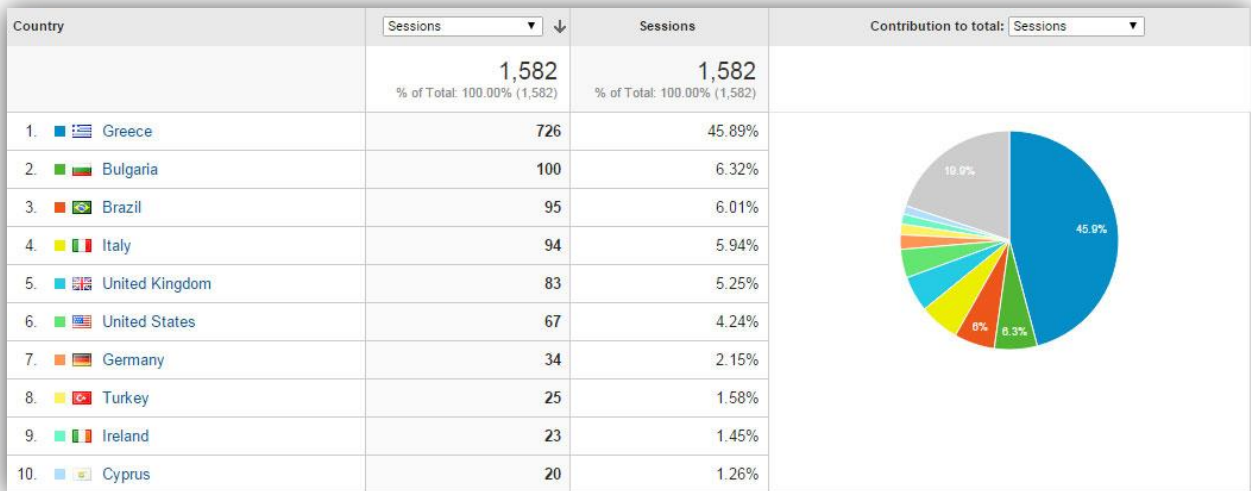 Country Sessions Sessions Contribution to total: Sessions
1,582 1,582
% of Total: 100.00% (1,582) % of Total: 100.00% (1,582)
1. Greece 726 45.89%
2. Bulgaria 100 6.32%
3. Brazil 95 6.01%
4. Italy 94 5.94%
5. United Kingdom 83 5.25%
6. United States 67 4.24%
7. Germany 34 2.15%
8. Turkey 25 1.58%
9. Ireland 23 1.45%
10. Cyprus 20 1.26%
19.9%
45.9%
6%
6.3%